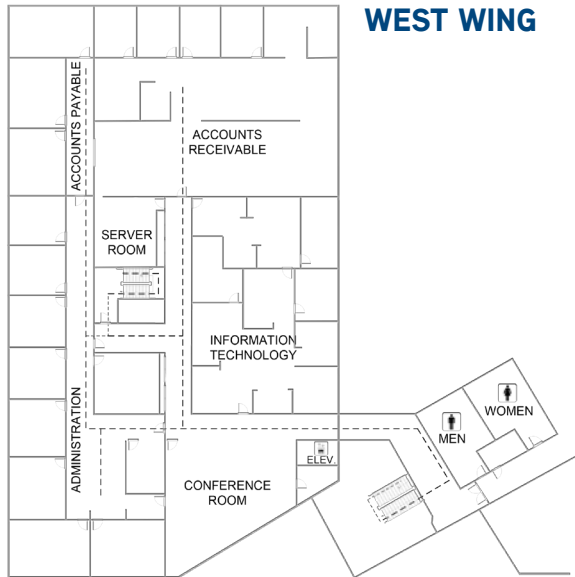 WEST WING
ACCOUNTS PAYABLE
ACCOUNTS
RECEIVABLE
SERVER
ROOM
INFORMATION
TECHNOLOGY
ADMINISTRATION
WOMEN
MEN
ELEV.
CONFERENCE
ROOM